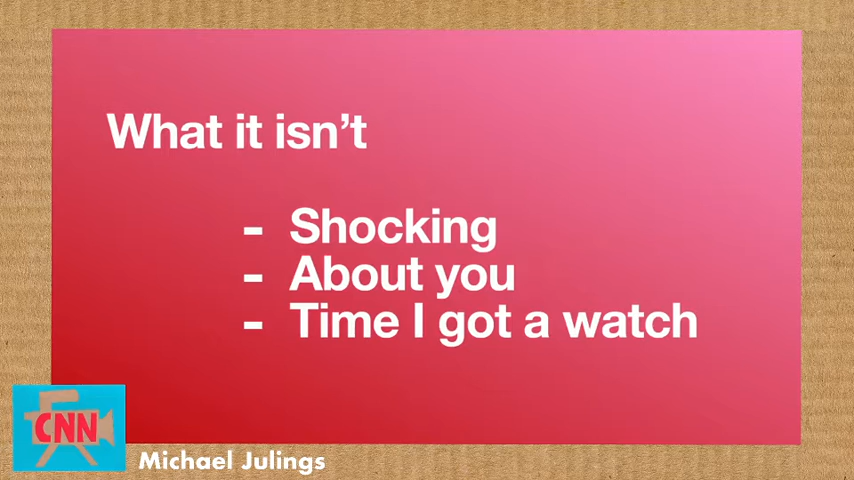 What it isn’t
- Shocking
- About you
- Time I got a watch
CNN
Michael Julings